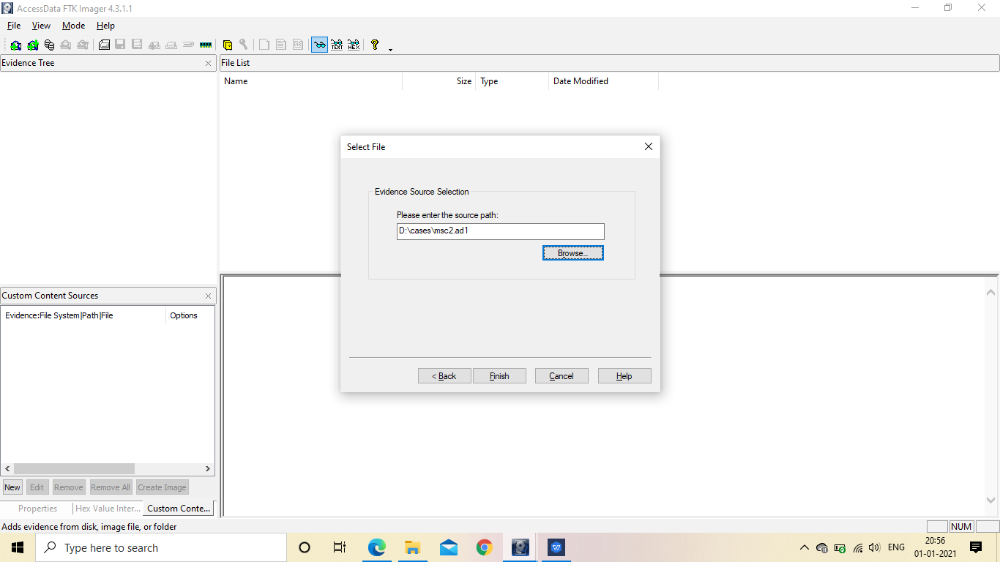 AccessData FTK Imager 4.3.1.1
File View Mode Help
TEXT HEX
Evidence Tree
File List
Name Size Type Date Modified
Select File
Evidence Source Selection
Please enter the source path:
D:\cases\msc2.ad1
Browse...
< Back Finish Cancel Help
Custom Content Sources
Evidence:File System|Path|File Options
New Edit Remove Remove All Create Image
Properties Hex Value Inter... Custom Conte...
Adds evidence from disk, image file, or folder
NUM
Type here to search
ENG
20:56
01-01-2021